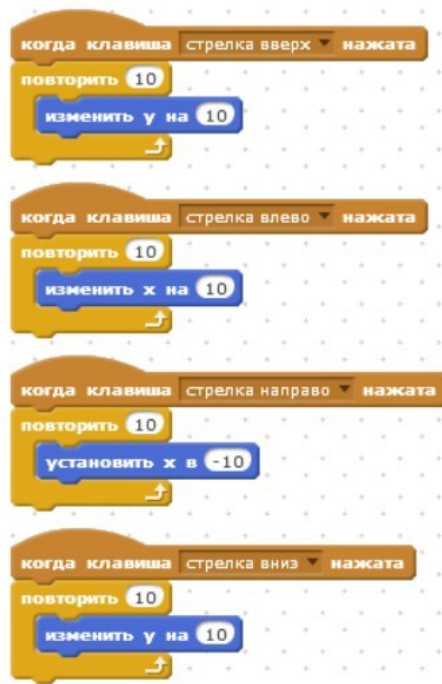 когда клавиша стрелка вверх нажата
повторить 10
изменить y на 10
когда клавиша стрелка влево нажата
повторить 10
изменить x на 10
когда клавиша стрелка направо нажата
повторить 10
установить x в -10
когда клавиша стрелка вниз нажата
повторить 10
изменить y на 10